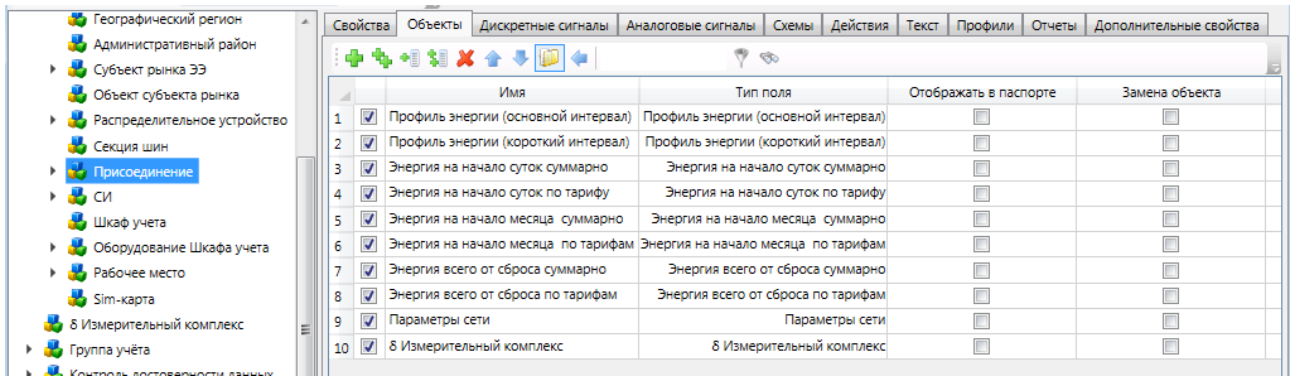 Географический регион
Административный район
Субъект рынка ЭЭ
Объект субъекта рынка
Распределительное устройство
Секция шин
Присоединение
СИ
Шкаф учета
Оборудование Шкафа учета
Рабочее место
Sim-карта
δ Измерительный комплекс
Группа учёта
Контроль достоверности данных
Свойства Объекты Дискретные сигналы Аналоговые сигналы Схемы Действия Текст Профили Отчеты Дополнительные свойства
Имя Тип поля Отображать в паспорте Замена объекта
1 Профиль энергии (основной интервал) Профиль энергии (основной интервал)
2 Профиль энергии (короткий интервал) Профиль энергии (короткий интервал)
3 Энергия на начало суток суммарно Энергия на начало суток суммарно
4 Энергия на начало суток по тарифу Энергия на начало суток по тарифу
5 Энергия на начало месяца  суммарно Энергия на начало месяца  суммарно
6 Энергия на начало месяца  по тарифам Энергия на начало месяца  по тарифам
7 Энергия всего от сброса суммарно Энергия всего от сброса суммарно
8 Энергия всего от сброса по тарифам Энергия всего от сброса по тарифам
9 Параметры сети Параметры сети
10 δ Измерительный комплекс δ Измерительный комплекс